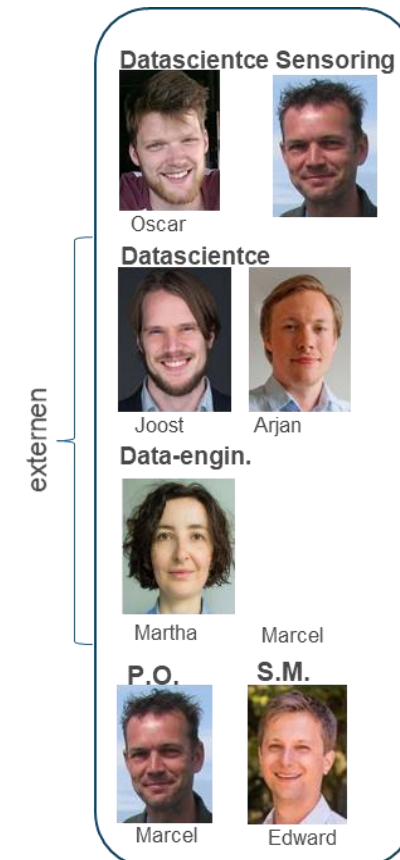 Datascientce Sensoring
Oscar
Datascientce
Joost Arjan
externen
Data-engin.
Martha Marcel
P.O. S.M.
Marcel Edward